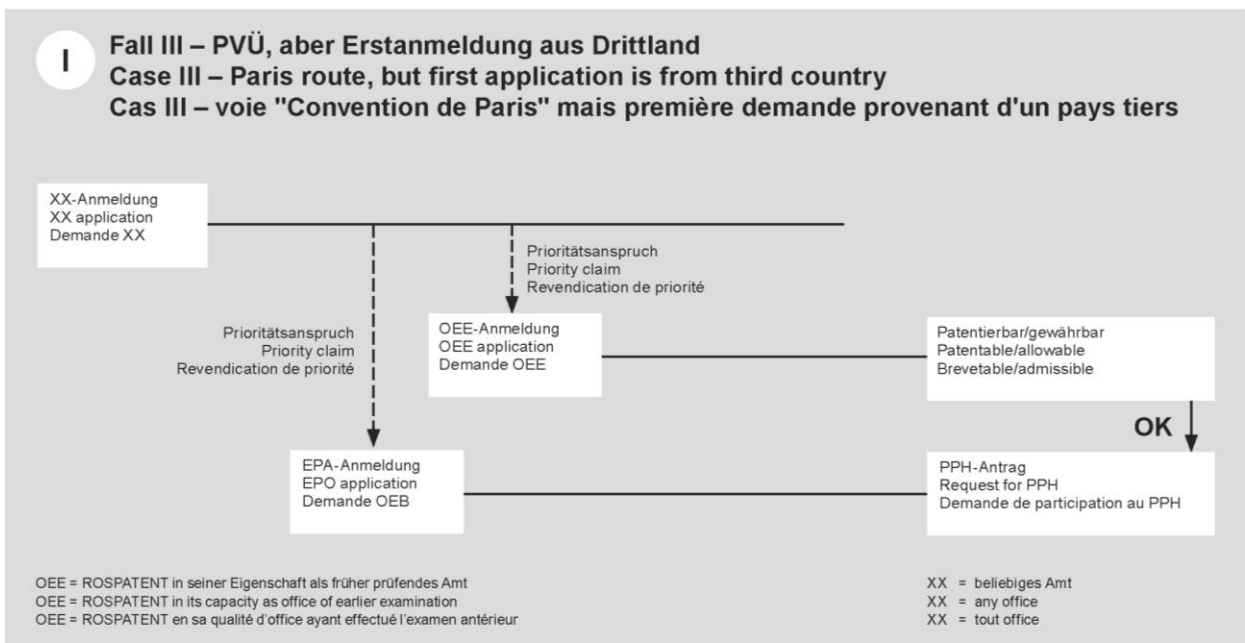 I
Fall III – PVÜ, aber Erstanmeldung aus Drittland
Case III – Paris route, but first application is from third country
Cas III – voie "Convention de Paris" mais première demande provenant d'un pays tiers
XX-Anmeldung
XX application
Demande XX
Prioritätsanspruch
Priority claim
Revendication de priorité
Prioritätsanspruch
Priority claim
Revendication de priorité
OEE-Anmeldung
OEE application
Demande OEE
Patentierbar/gewährbar
Patentable/allowable
Brevetable/admissible
OK
EPA-Anmeldung
EPO application
Demande OEB
PPH-Antrag
Request for PPH
Demande de participation au PPH
OEE = ROSPATENT in seiner Eigenschaft als früher prüfendes Amt
OEE = ROSPATENT in its capacity as office of earlier examination
OEE = ROSPATENT en sa qualité d'office ayant effectué l'examen antérieur
XX = beliebiges Amt
XX = any office
XX = tout office